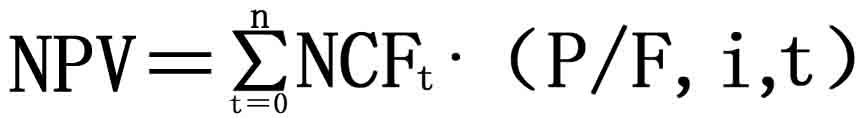 NPV=∑_{t=0}^{n}NCF_t·(P/F,i,t)